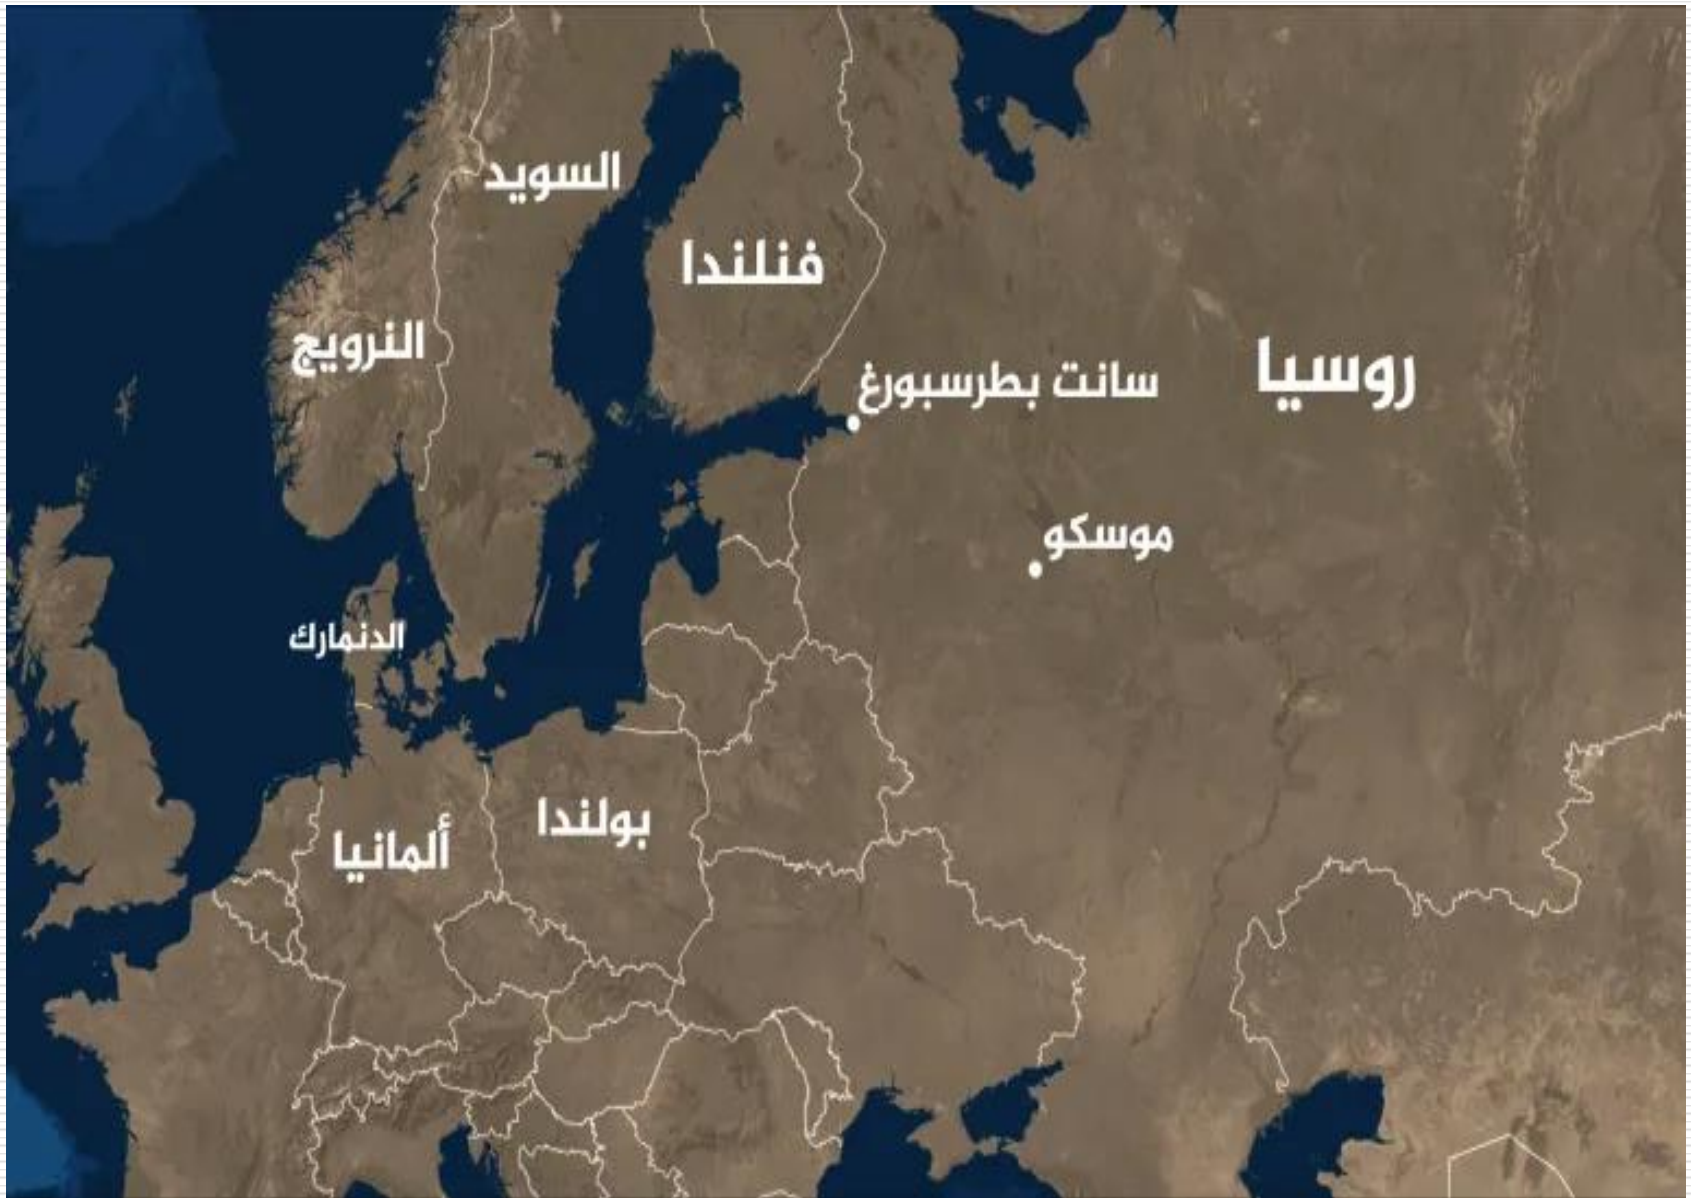 السويد
فنلندا
النرويج
روسيا
سانت بطرسبورغ
موسكو
الدنمارك
بولندا
ألمانيا